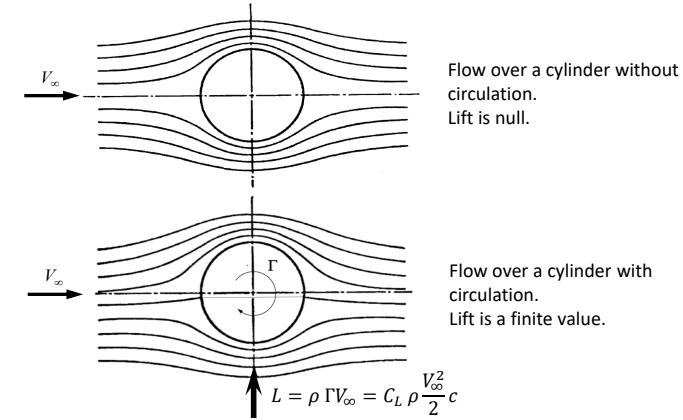 V∞
Flow over a cylinder without
circulation.
Lift is null.
V∞
Γ
Flow over a cylinder with
circulation.
Lift is a finite value.
L = ρ ΓV∞ = C_L ρ V∞²/2 c